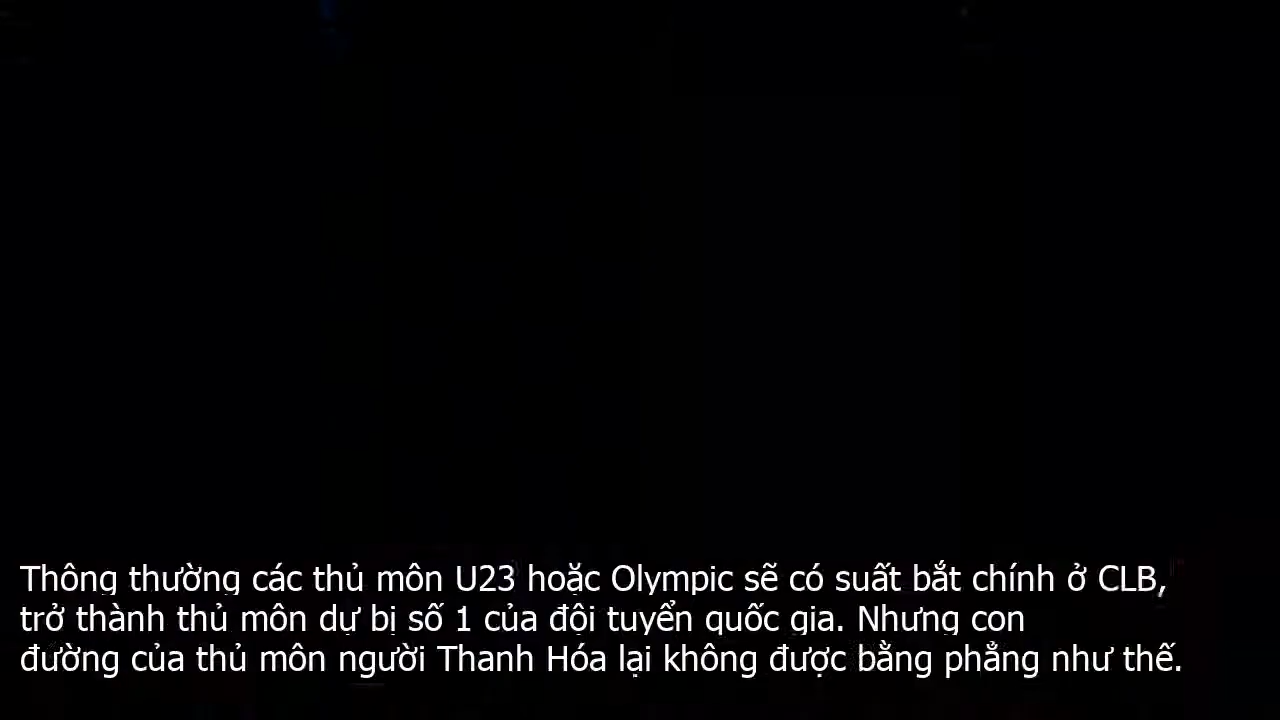 Thông thường các thủ môn U23 hoặc Olympic sẽ có suất bắt chính ở CLB,
trở thành thủ môn dự bị số 1 của đội tuyển quốc gia. Nhưng con
đường của thủ môn người Thanh Hóa lại không được bằng phẳng như thế.